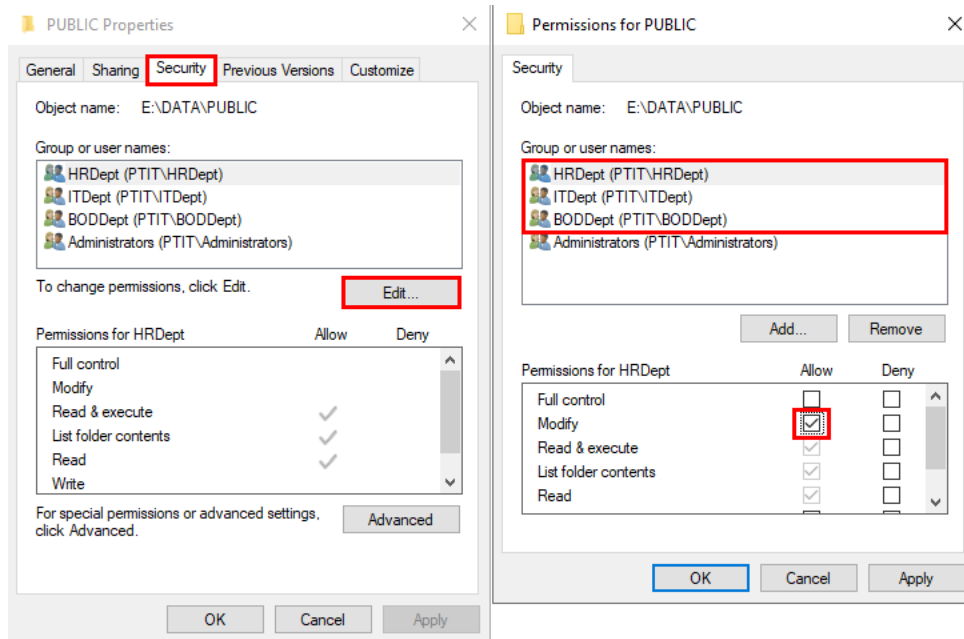 PUBLIC Properties
General Sharing Security Previous Versions Customize
Object name: E:\DATA\PUBLIC
Group or user names:
HRDept (PTIT\HRDept)
ITDept (PTIT\ITDept)
BODDept (PTIT\BODDept)
Administrators (PTIT\Administrators)
To change permissions, click Edit.
Edit...
Permissions for HRDept Allow Deny
Full control
Modify
Read & execute
List folder contents
Read
Write
For special permissions or advanced settings,
click Advanced.
Advanced
OK Cancel Apply
Permissions for PUBLIC
Security
Object name: E:\DATA\PUBLIC
Group or user names:
HRDept (PTIT\HRDept)
ITDept (PTIT\ITDept)
BODDept (PTIT\BODDept)
Administrators (PTIT\Administrators)
Add... Remove
Permissions for HRDept Allow Deny
Full control
Modify
Read & execute
List folder contents
Read
OK Cancel Apply